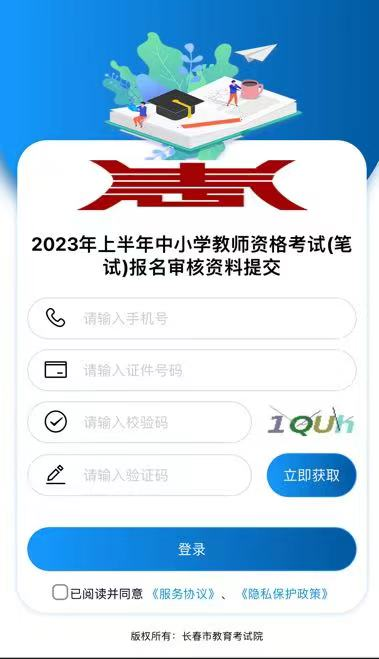 2023年上半年中小学教师资格考试(笔
试)报名审核资料提交
请输入手机号
请输入证件号码
请输入校验码
1QUh
请输入验证码
立即获取
登录
已阅读并同意《服务协议》、《隐私保护政策》
版权所有：长春市教育考试院